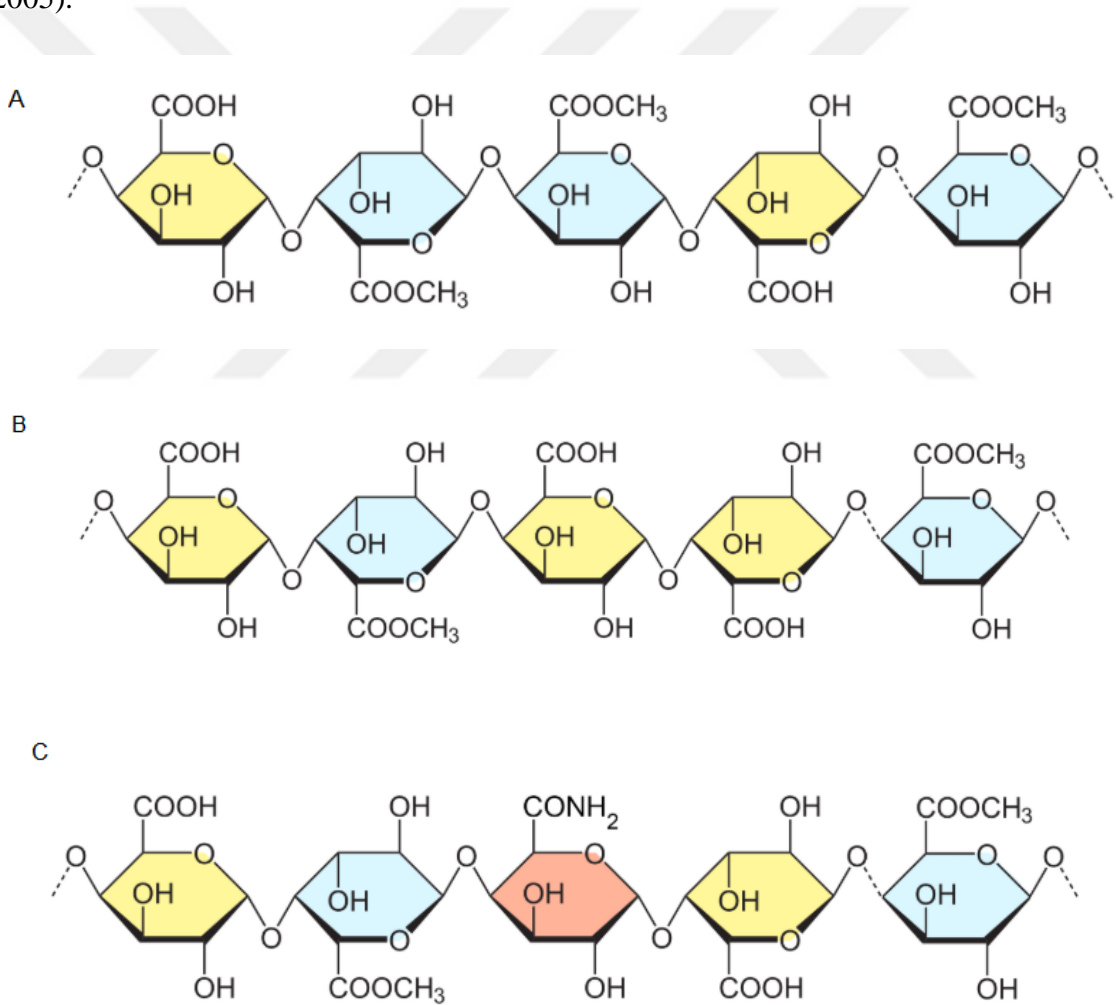 2005).
A
COOH OH COOCH3 OH COOCH3
O O O O O O
OH OH OH OH OH
O O O O
OH COOCH3 OH COOH OH
B
COOH OH COOH OH COOCH3
O O O O O O O
OH OH OH OH OH
O O O O
OH COOCH3 OH COOH OH
C
COOH OH CONH2 OH COOCH3
O O O O O O O
OH OH OH OH OH
O O O O
OH COOCH3 OH COOH OH